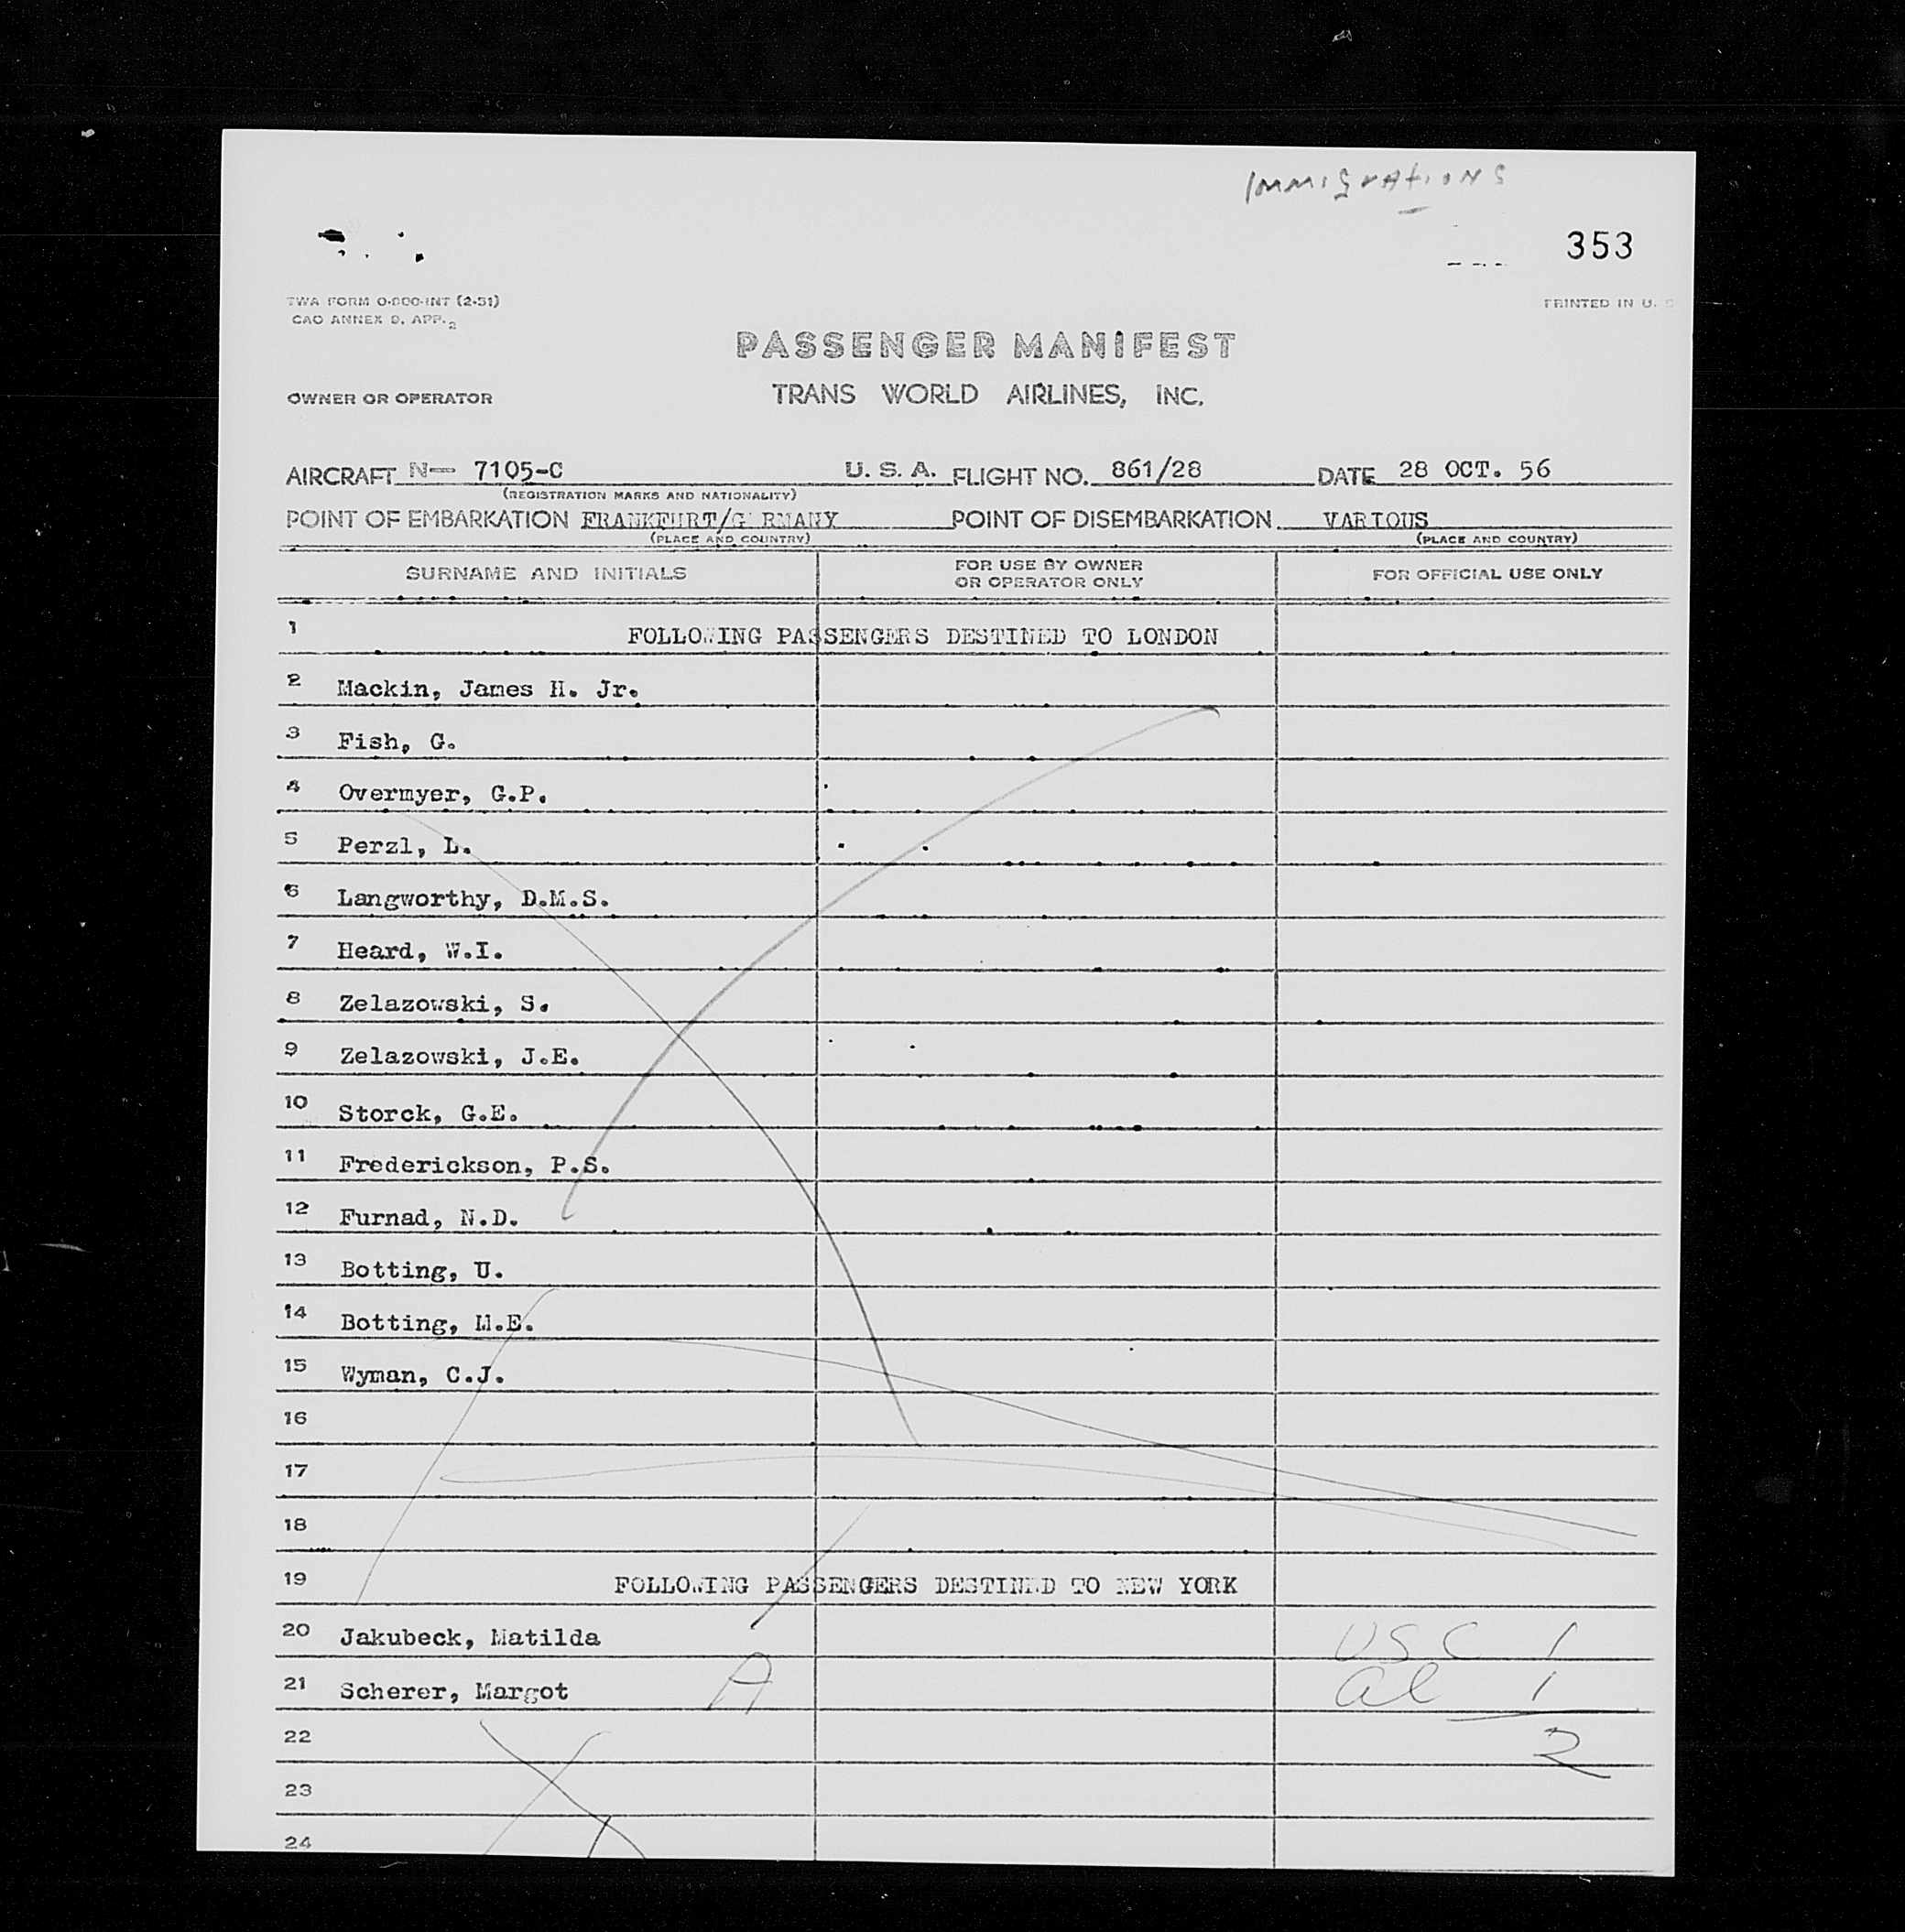 IMMIGRATIONS
353
TWA FORM O-800-INT (2-51)
PRINTED IN U.
CAO ANNEX 9, APP. 2
PASSENGER MANIFEST
OWNER OR OPERATOR
TRANS WORLD AIRLINES, INC.
AIRCRAFT N— 7105-C U. S. A. FLIGHT NO. 861/28 DATE 28 OCT. 56
(REGISTRATION MARKS AND NATIONALITY)
POINT OF EMBARKATION FRANKFURT/G RMANY POINT OF DISEMBARKATION VARIOUS
(PLACE AND COUNTRY) (PLACE AND COUNTRY)
SURNAME AND INITIALS FOR USE BY OWNER OR OPERATOR ONLY FOR OFFICIAL USE ONLY
1 FOLLOWING PASSENGERS DESTINED TO LONDON
2 Mackin, James H. Jr.
3 Fish, G.
4 Overmyer, G.P.
5 Perzl, L.
6 Langworthy, D.M.S.
7 Heard, W.I.
8 Zelazowski, S.
9 Zelazowski, J.E.
10 Storck, G.E.
11 Frederickson, P.S.
12 Furnad, N.D.
13 Botting, U.
14 Botting, M.E.
15 Wyman, C.J.
16
17
18
19 FOLLOWING PASSENGERS DESTINED TO NEW YORK
20 Jakubeck, Matilda USC 1
21 Scherer, Margot A al 1
22 2
23
24